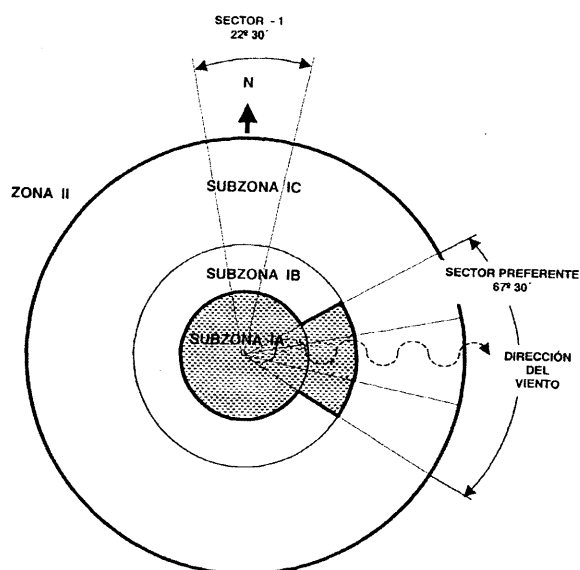 SECTOR - 1
22º 30´
N
SUBZONA IC
ZONA II
SUBZONA IB
SECTOR PREFERENTE
67º 30´
SUBZONA IA
DIRECCIÓN
DEL
VIENTO